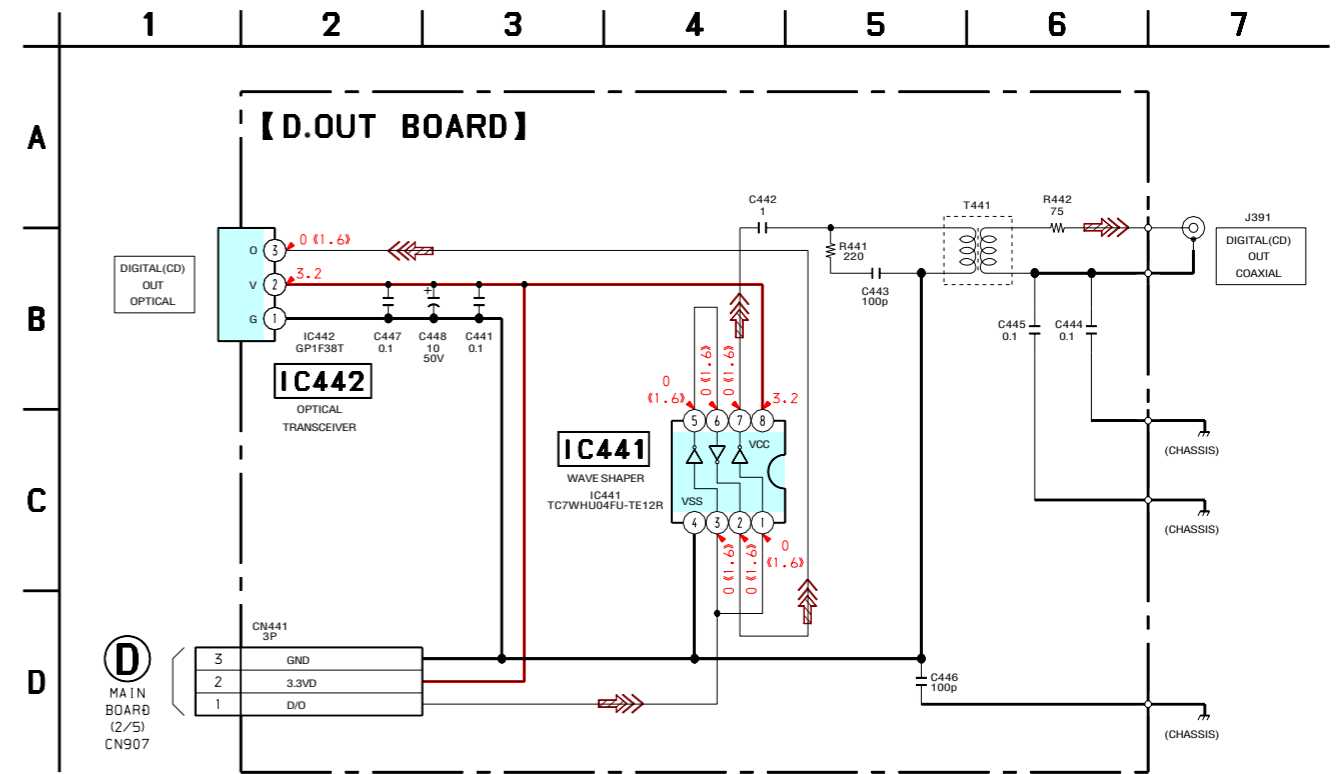 1 2 3 4 5 6 7
A
B
C
D
【D.OUT BOARD】
C442
1
T441
R442
75
J391
DIGITAL(CD)
OUT
COAXIAL
R441
220
C443
100p
DIGITAL(CD)
OUT
OPTICAL
O 3 0 《1.6》
V 2 3.2
G 1
IC442
GP1F38T
C447
0.1
C448
+
10
50V
C441
0.1
IC442
OPTICAL
TRANSCEIVER
C445
0.1
C444
0.1
0
《1.6》
0 《1.6》
0 《1.6》
3.2
5 6 7 8
VCC
VSS
4 3 2 1
IC441
WAVE SHAPER
IC441
TC7WHU04FU-TE12R
0 《1.6》
0 《1.6》
0
《1.6》
(CHASSIS)
(CHASSIS)
CN441
3P
3 GND
2 3.3VD
1 D/O
D
MAIN
BOARD
(2/5)
CN907
C446
100p
(CHASSIS)